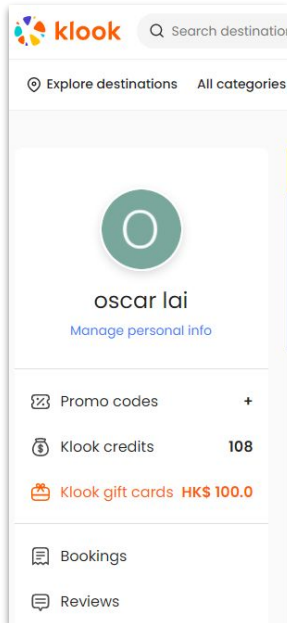 klook
Search destination
Explore destinations All categories
O
oscar lai
Manage personal info
Promo codes +
Klook credits 108
Klook gift cards HK$ 100.0
Bookings
Reviews